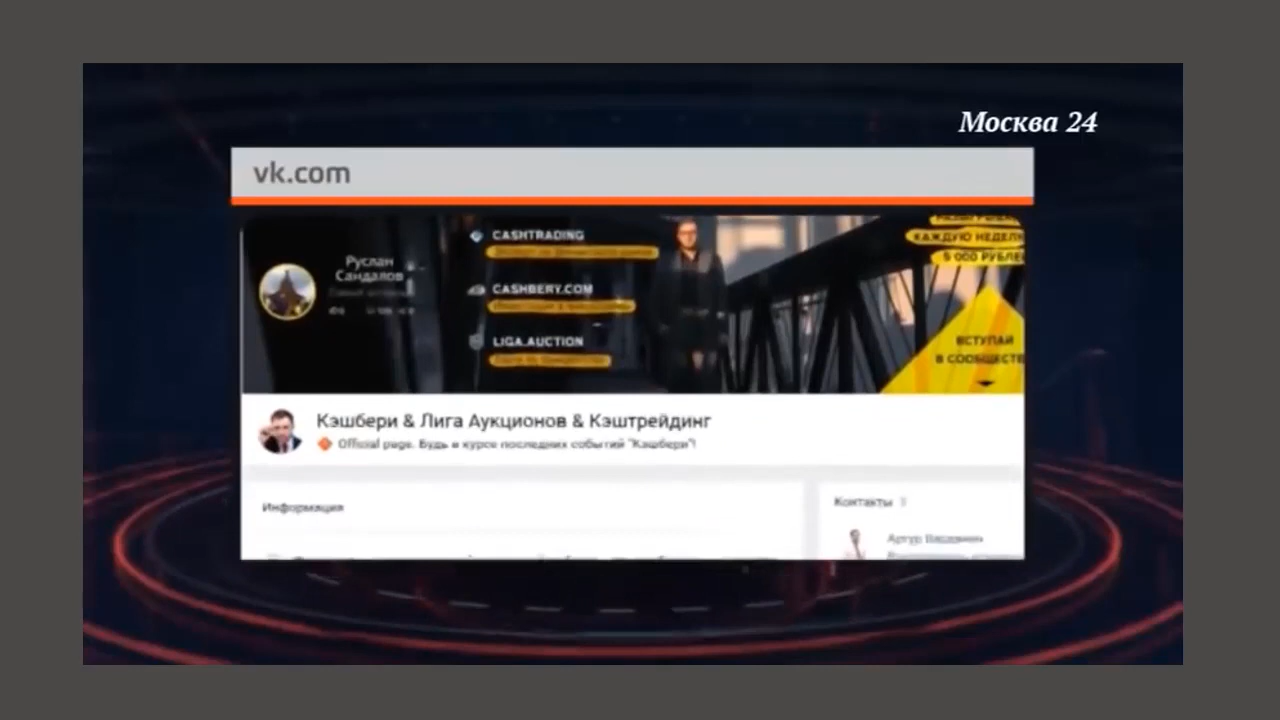 Москва 24
vk.com
Руслан
Сандалов
CASHTRADING
CASHBERY.COM
LIGA.AUCTION
КАЖДУЮ НЕДЕЛЮ
5 000 РУБЛЕЙ
ВСТУПАЙ
В СООБЩЕСТВ
Кэшбери & Лига Аукционов & Кэштрейдинг
Official page. Будь в курсе последних событий "Кэшбери"!
Информация
Контакты 3
Артур